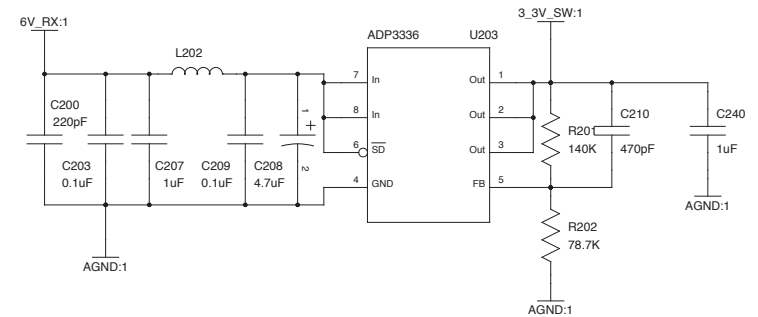 6V_RX:1
3_3V_SW:1
ADP3336
U203
L202
7
In
Out
1
8
In
Out
2
6
SD
Out
3
4
GND
FB
5
1
+
2
C200
220pF
C203
0.1uF
C207
1uF
C209
0.1uF
C208
4.7uF
R201
140K
C210
470pF
C240
1uF
R202
78.7K
AGND:1
AGND:1
AGND:1